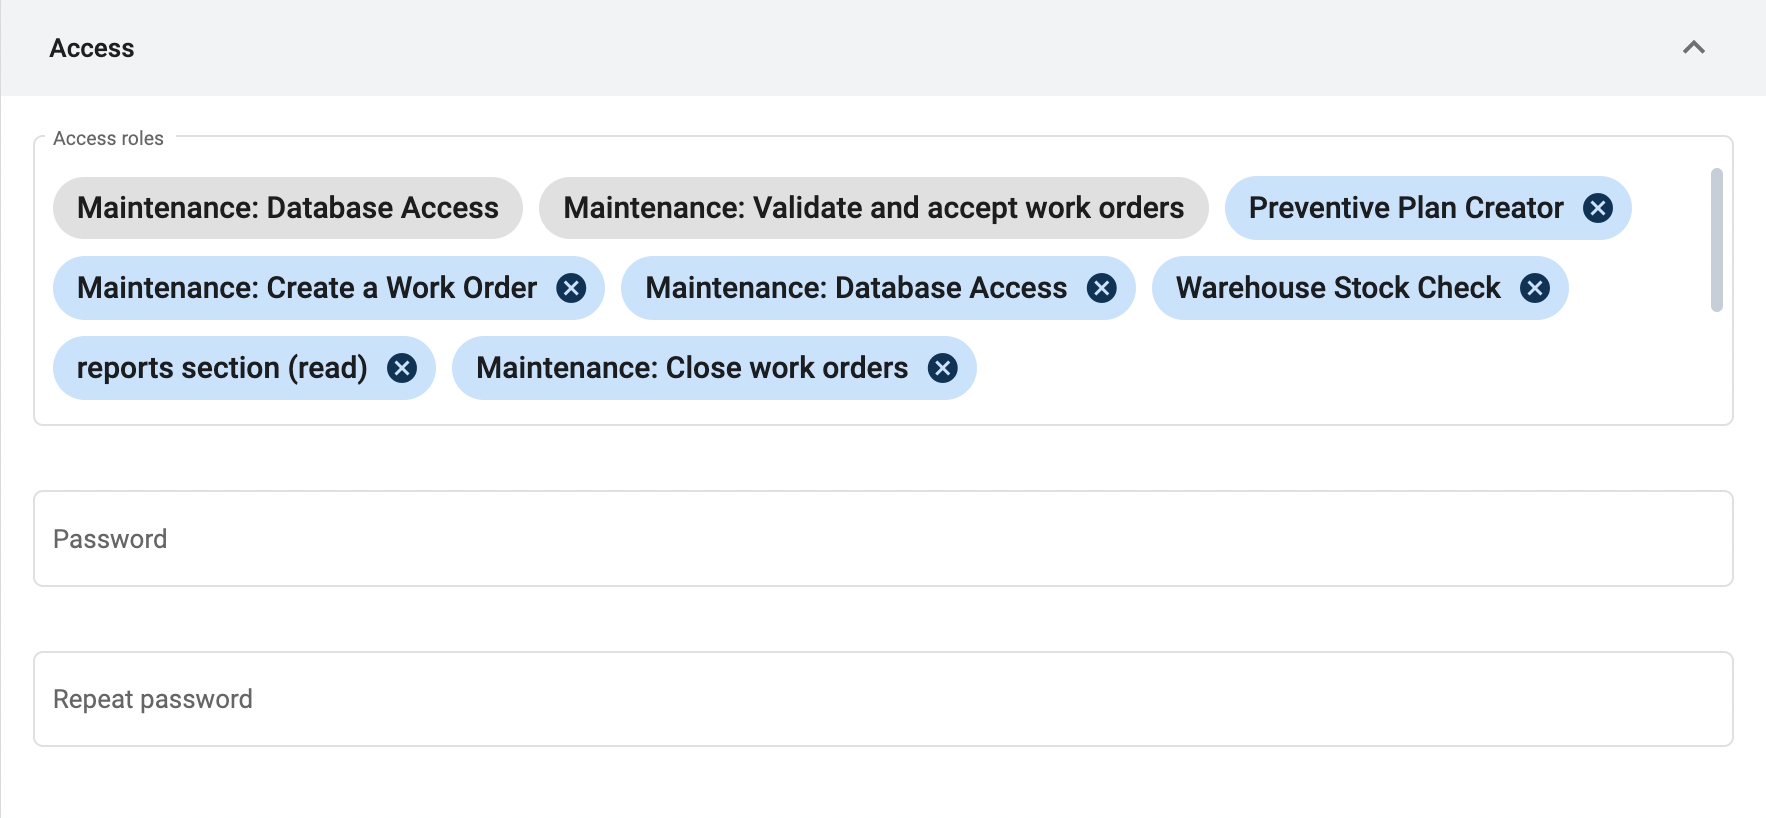 Access
Access roles
Maintenance: Database Access Maintenance: Validate and accept work orders Preventive Plan Creator
Maintenance: Create a Work Order Maintenance: Database Access Warehouse Stock Check
reports section (read) Maintenance: Close work orders
Password
Repeat password